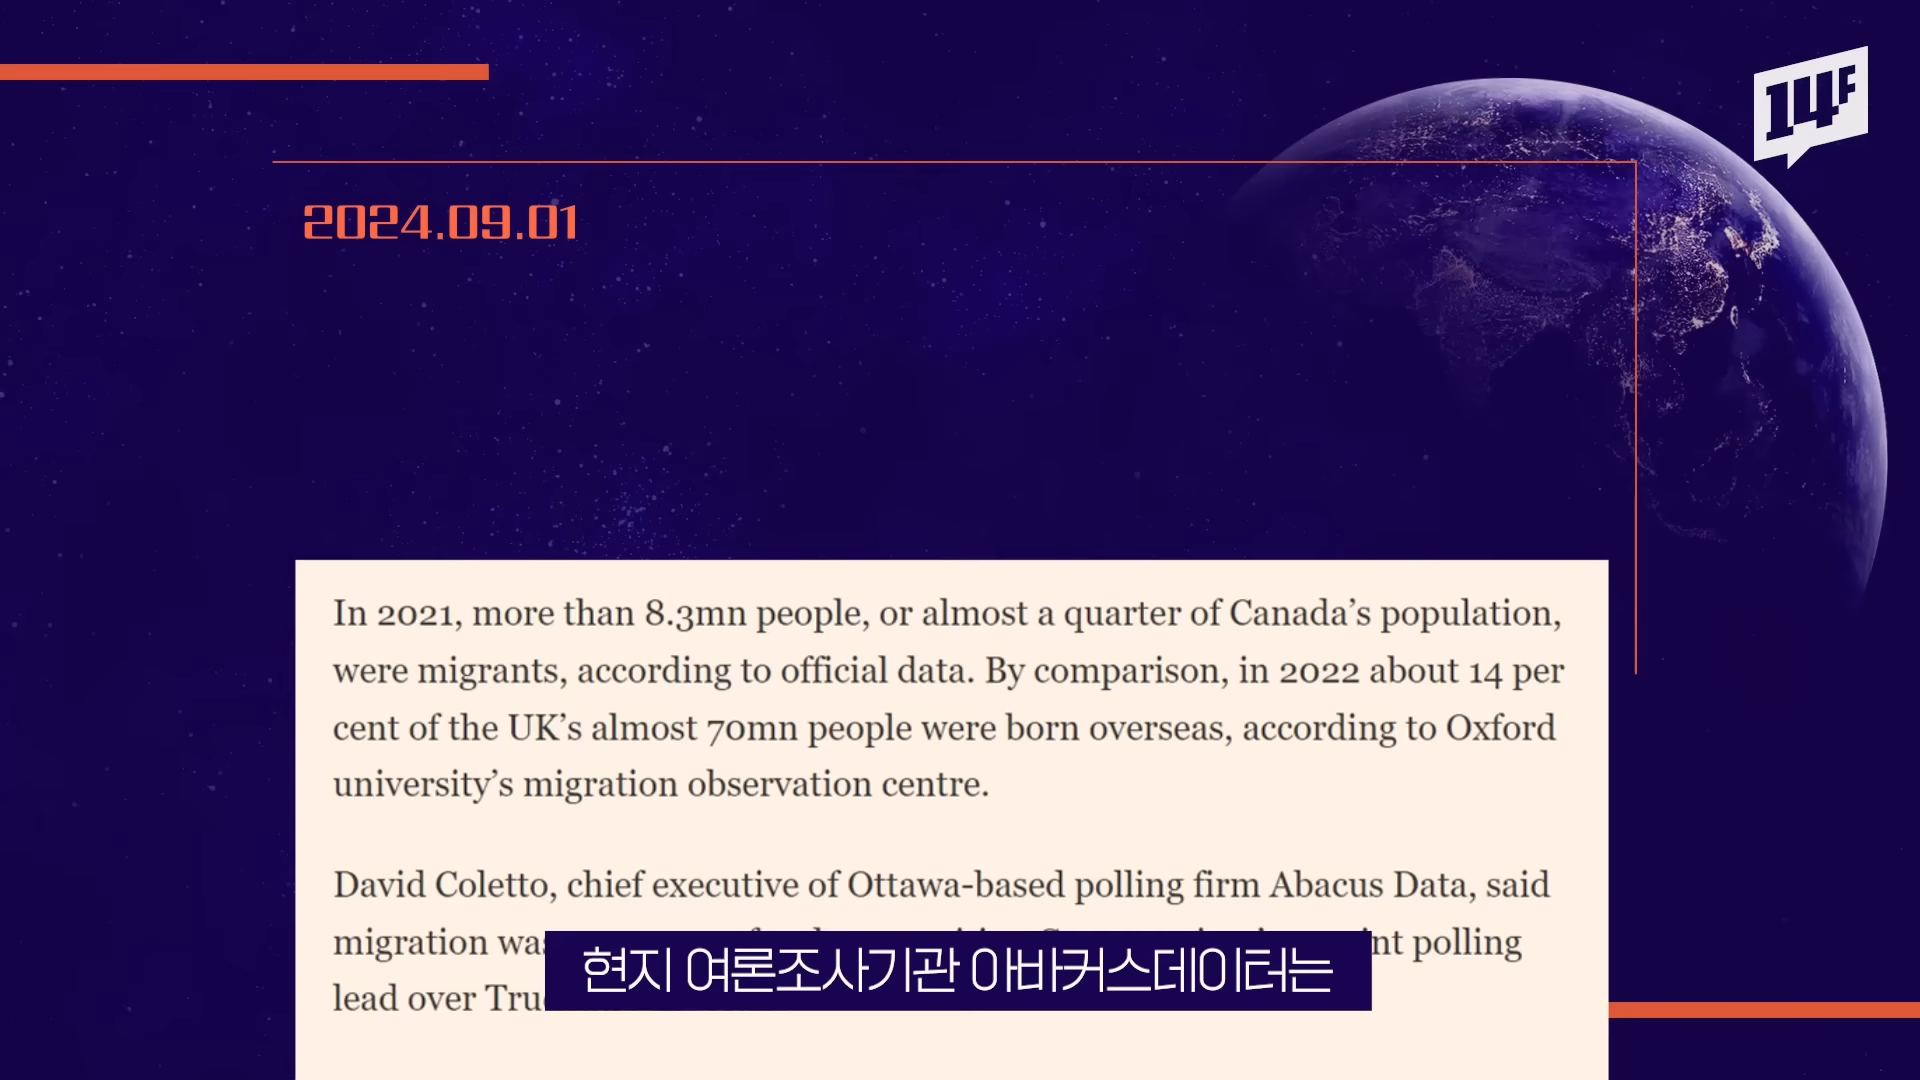 14F
2024.09.01
In 2021, more than 8.3mn people, or almost a quarter of Canada’s population,
were migrants, according to official data. By comparison, in 2022 about 14 per
cent of the UK’s almost 70mn people were born overseas, according to Oxford
university’s migration observation centre.
David Coletto, chief executive of Ottawa-based polling firm Abacus Data, said
migration polling
lead over
현지 여론조사기관 아바커스데이터는